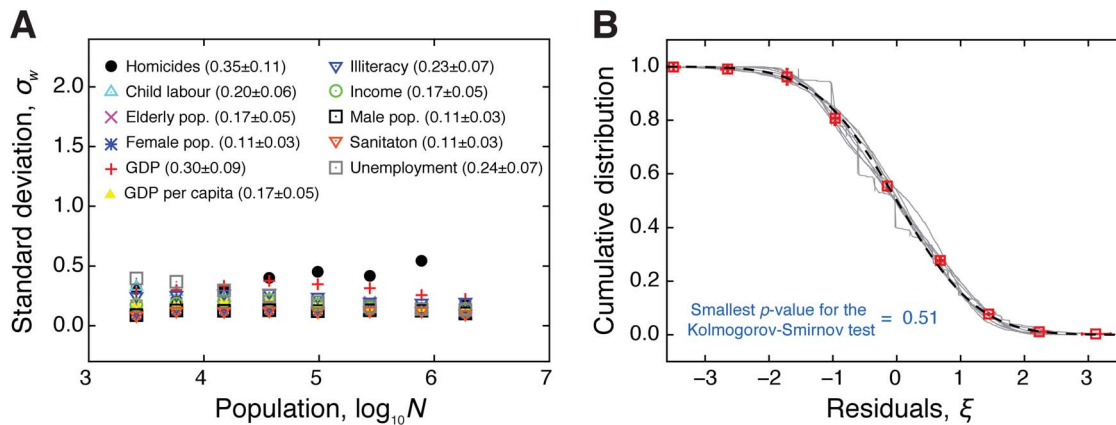 A
Standard deviation, σw
2.0
1.5
1.0
0.5
0.0
Homicides (0.35±0.11)
Child labour (0.20±0.06)
Elderly pop. (0.17±0.05)
Female pop. (0.11±0.03)
GDP (0.30±0.09)
GDP per capita (0.17±0.05)
Illiteracy (0.23±0.07)
Income (0.17±0.05)
Male pop. (0.11±0.03)
Sanitaton (0.11±0.03)
Unemployment (0.24±0.07)
3 4 5 6 7
Population, log10 N
B
Cumulative distribution
1.0
0.8
0.6
0.4
0.2
0.0
Smallest p-value for the
Kolmogorov-Smirnov test = 0.51
−3 −2 −1 0 1 2 3
Residuals, ξ